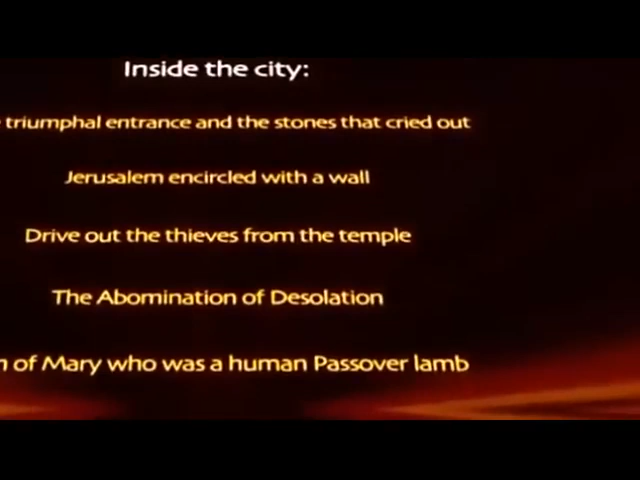 Inside the city:
triumphal entrance and the stones that cried out
Jerusalem encircled with a wall
Drive out the thieves from the temple
The Abomination of Desolation
of Mary who was a human Passover lamb